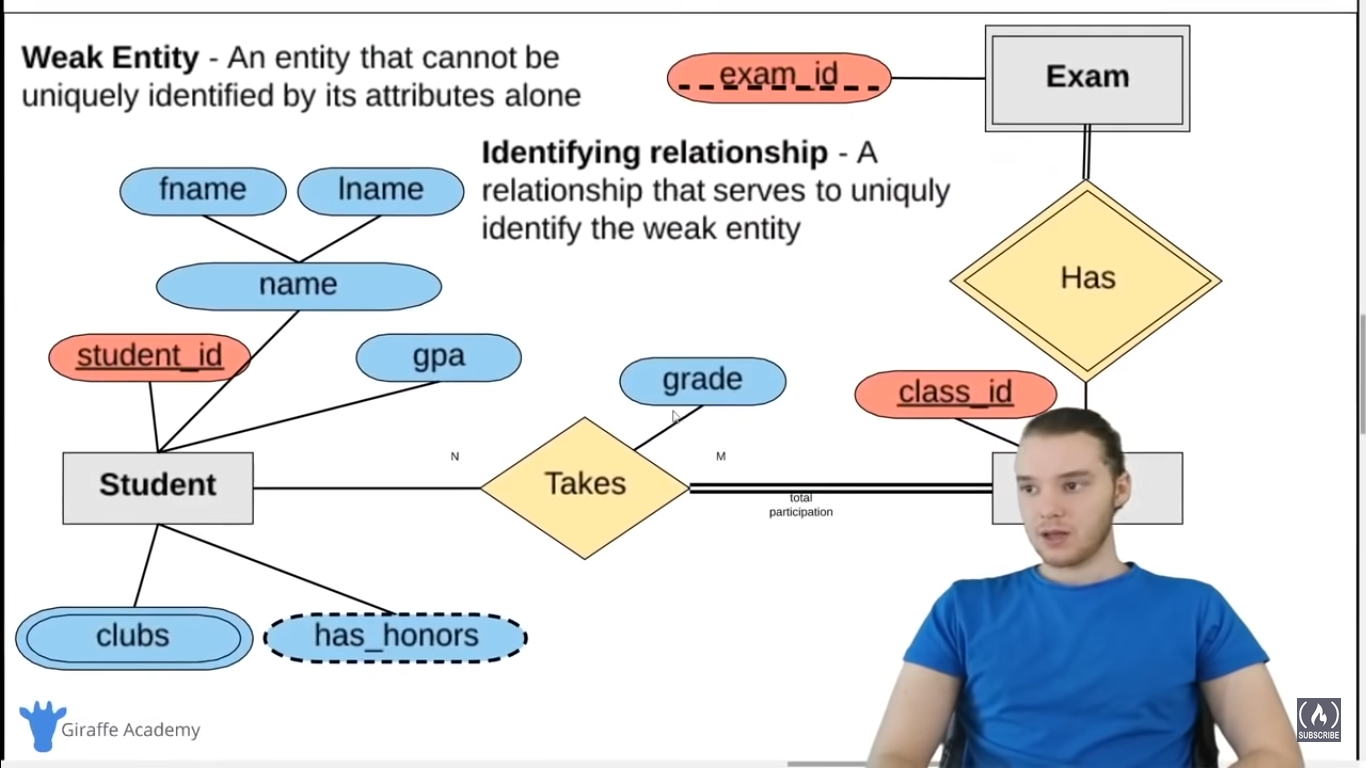 Weak Entity - An entity that cannot be
uniquely identified by its attributes alone
exam_id
Exam
Identifying relationship - A
relationship that serves to uniquly
identify the weak entity
fname
lname
name
Has
student_id
gpa
grade
class_id
Student
N
Takes
M
total
participation
clubs
has_honors
Giraffe Academy
SUBSCRIBE